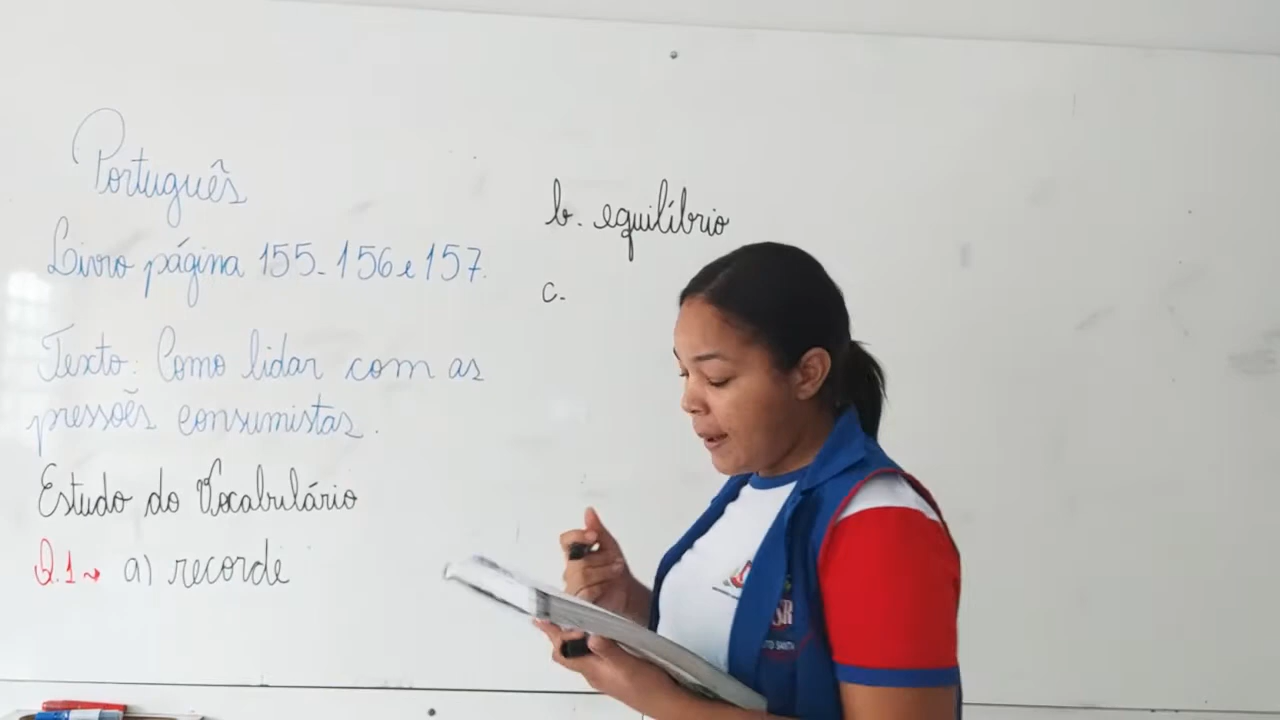 Português
Livro página 155-156 e 157.
Texto: Como lidar com as
pressões consumistas.
Estudo do Vocabulário
Q.1 a) recorde
b. equilíbrio
c.